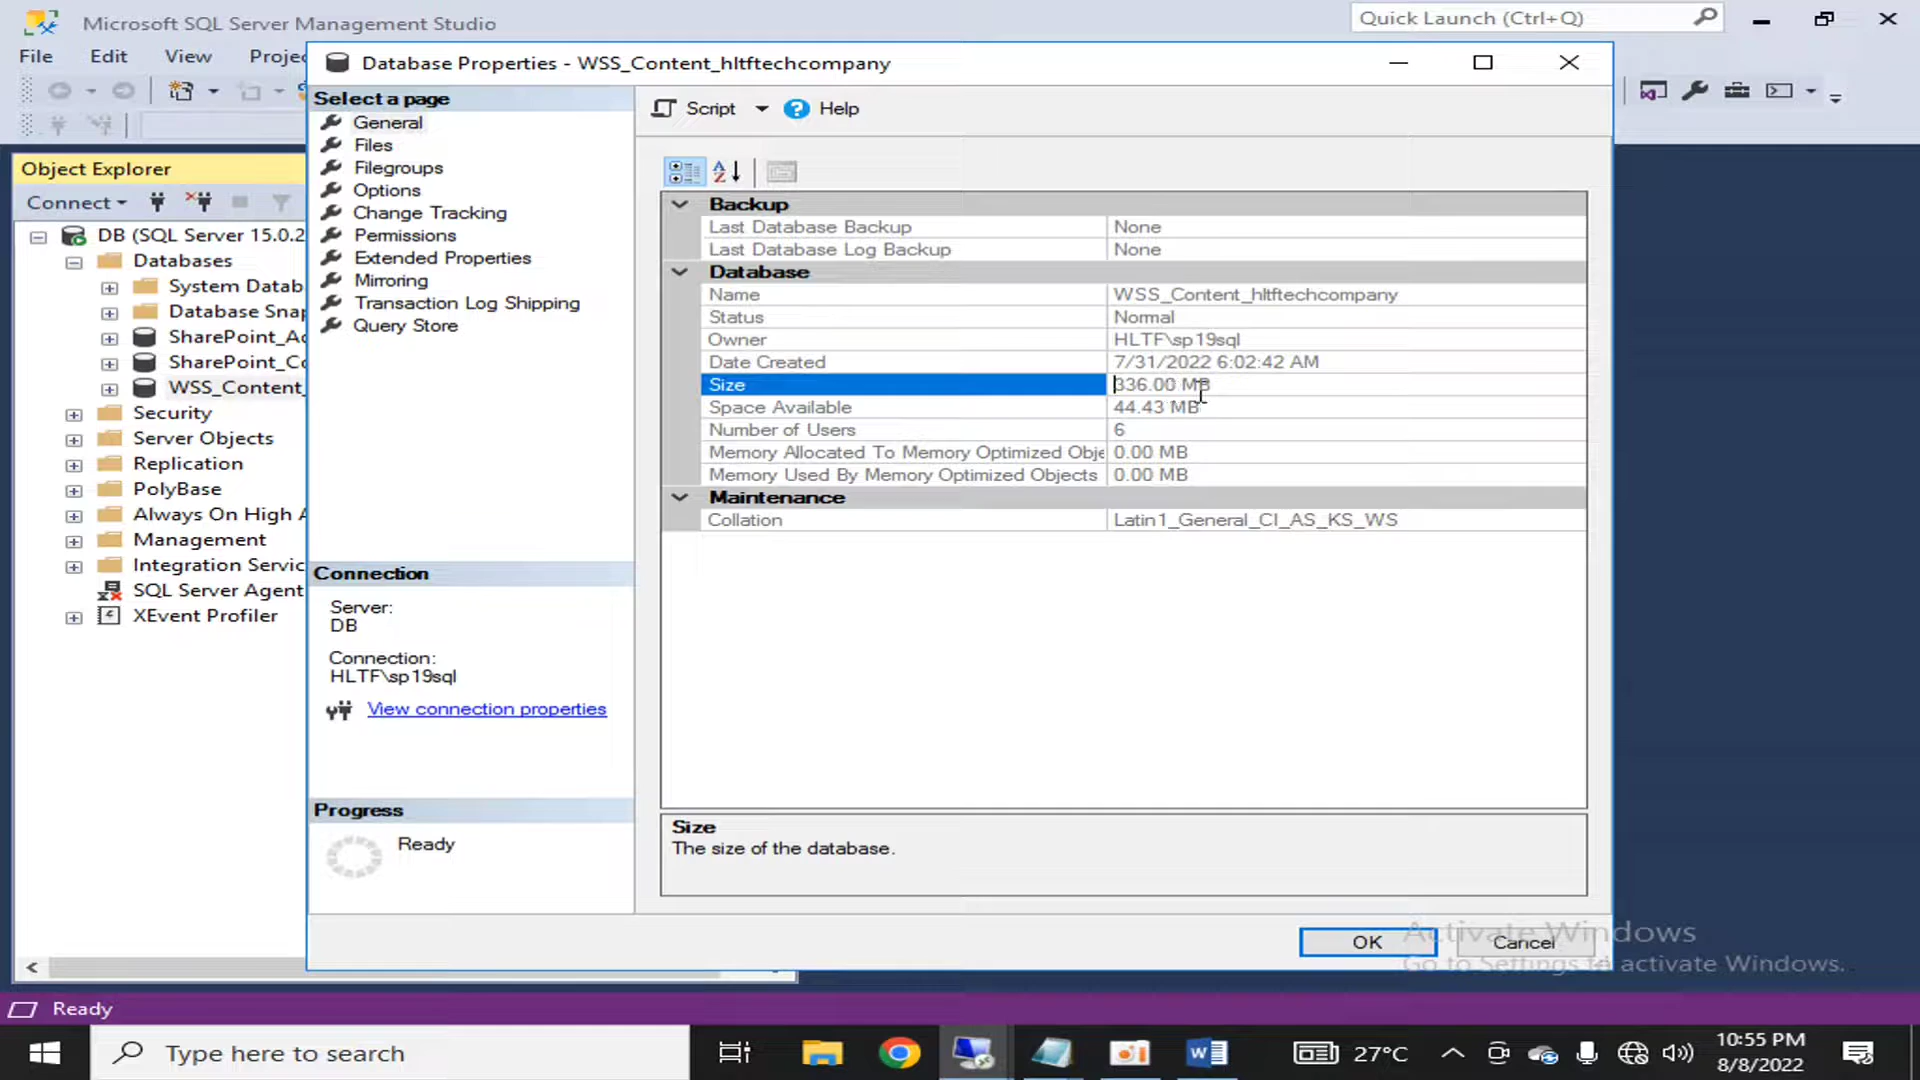 Microsoft SQL Server Management Studio
Quick Launch (Ctrl+Q)
File Edit View Projec
Database Properties - WSS_Content_hltftechcompany
Select a page
General
Files
Filegroups
Options
Change Tracking
Permissions
Extended Properties
Mirroring
Transaction Log Shipping
Query Store
Script Help
Object Explorer
Connect
DB (SQL Server 15.0.2
Databases
System Datab
Database Snap
SharePoint_Ad
SharePoint_Co
WSS_Content_
Security
Server Objects
Replication
PolyBase
Always On High A
Management
Integration Servic
SQL Server Agent
XEvent Profiler
Backup
Last Database Backup None
Last Database Log Backup None
Database
Name WSS_Content_hltftechcompany
Status Normal
Owner HLTF\sp19sql
Date Created 7/31/2022 6:02:42 AM
Size 336.00 MB
Space Available 44.43 MB
Number of Users 6
Memory Allocated To Memory Optimized Obje 0.00 MB
Memory Used By Memory Optimized Objects 0.00 MB
Maintenance
Collation Latin1_General_CI_AS_KS_WS
Connection
Server:
DB
Connection:
HLTF\sp19sql
View connection properties
Progress
Ready
Size
The size of the database.
OK Cancel
Activate Windows
Go to Settings to activate Windows.
Ready
Type here to search
27°C
10:55 PM
8/8/2022